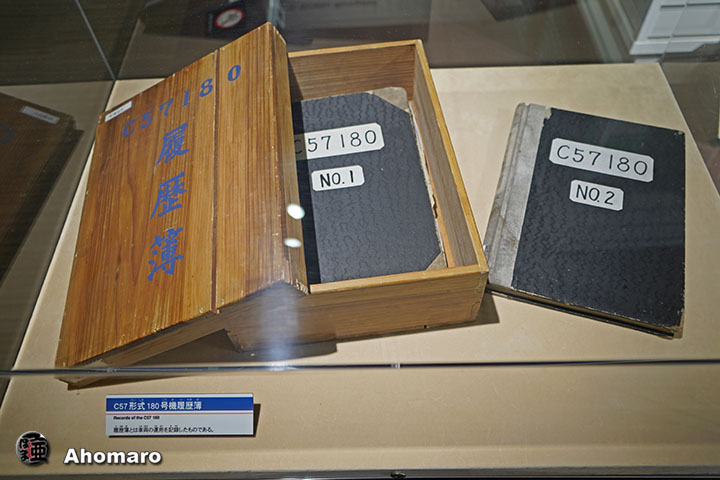 C57180
履歴簿
C57180
NO.1
C57180
NO.2
C57形式180号機履歴簿
Records of the C57 180
履歴簿とは車両の運用を記録したものである。
Ahomaro